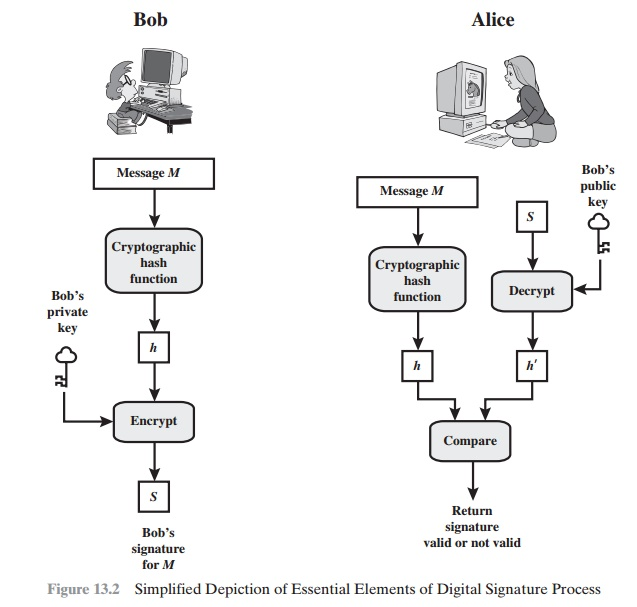 Bob
Alice
Message M
Cryptographic
hash
function
Bob's
private
key
h
Encrypt
S
Bob's
signature
for M
Message M
Cryptographic
hash
function
h
S
Bob's
public
key
Decrypt
h'
Compare
Return
signature
valid or not valid
Figure 13.2 Simplified Depiction of Essential Elements of Digital Signature Process